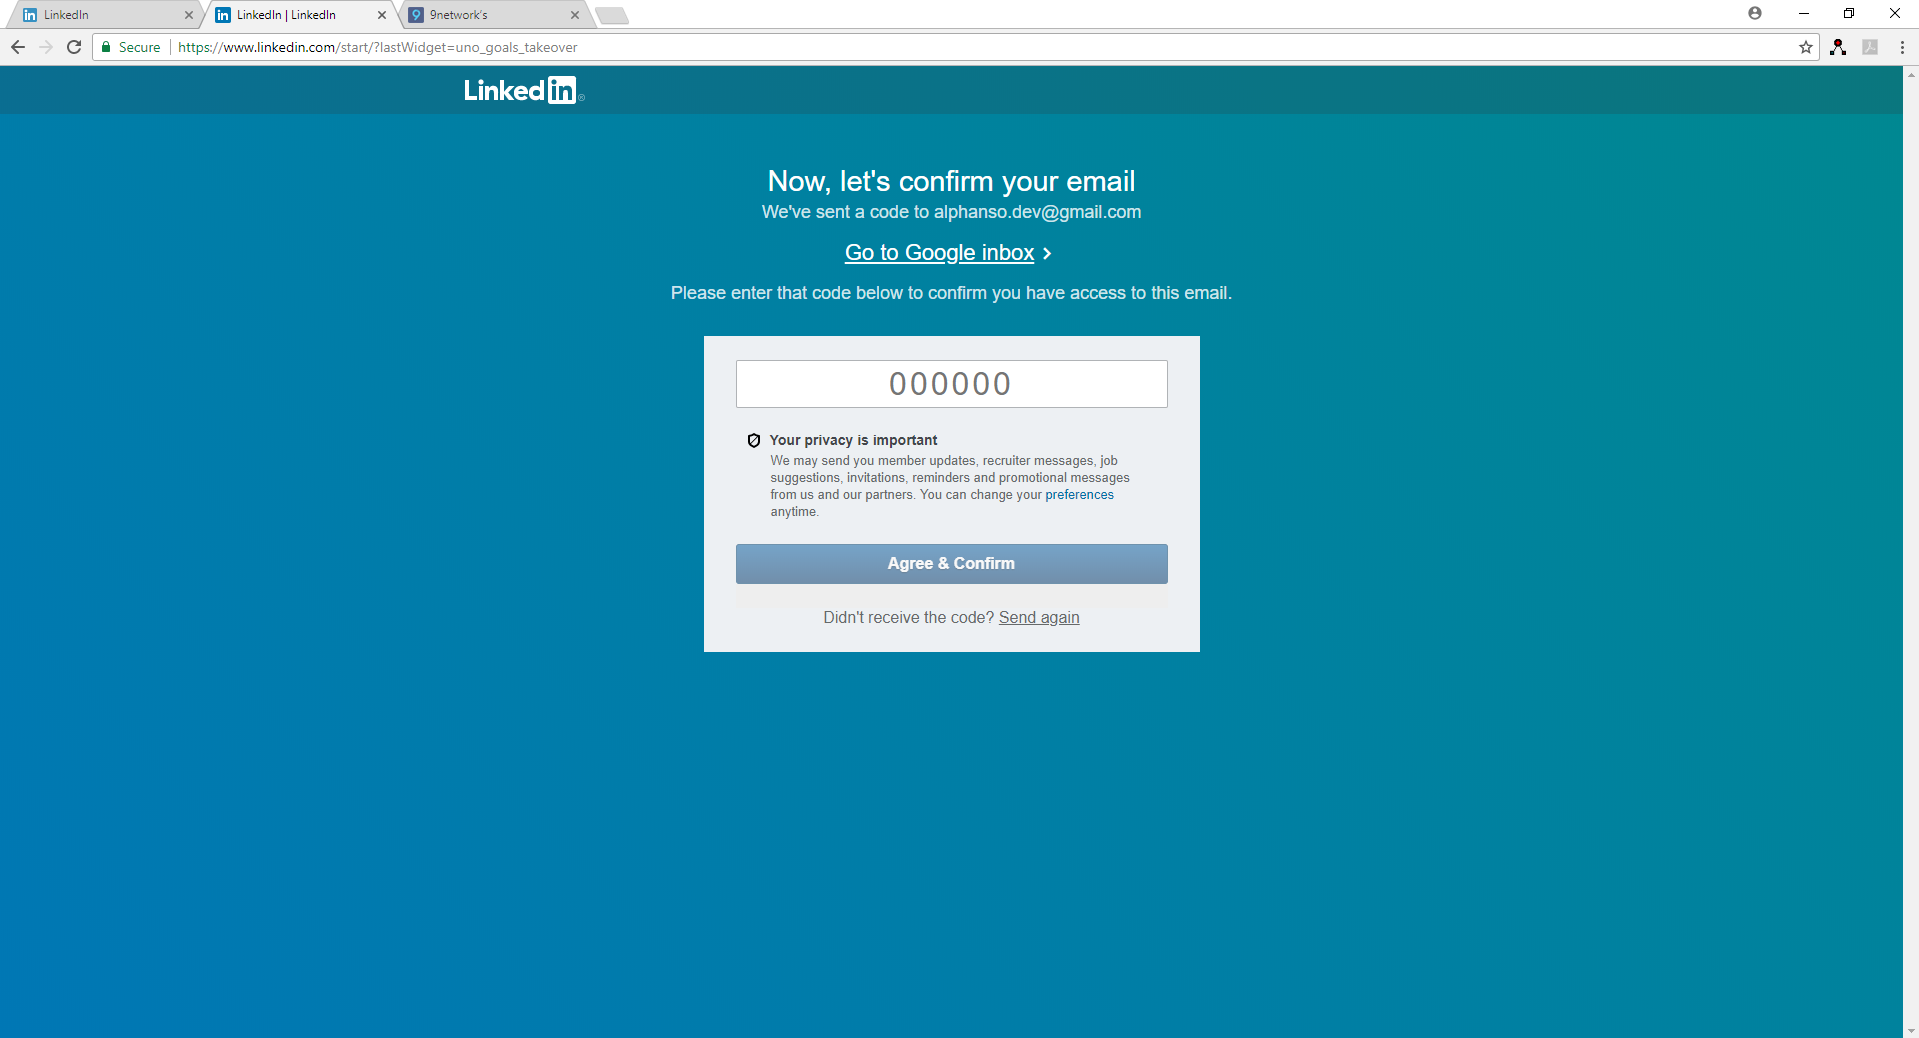 LinkedIn
LinkedIn | LinkedIn
9network's
Secure
https://www.linkedin.com/start/?lastWidget=uno_goals_takeover
Linked in ®
Now, let's confirm your email
We've sent a code to alphanso.dev@gmail.com
Go to Google inbox
Please enter that code below to confirm you have access to this email.
000000
Your privacy is important
We may send you member updates, recruiter messages, job
suggestions, invitations, reminders and promotional messages
from us and our partners. You can change your preferences
anytime.
Agree & Confirm
Didn't receive the code? Send again